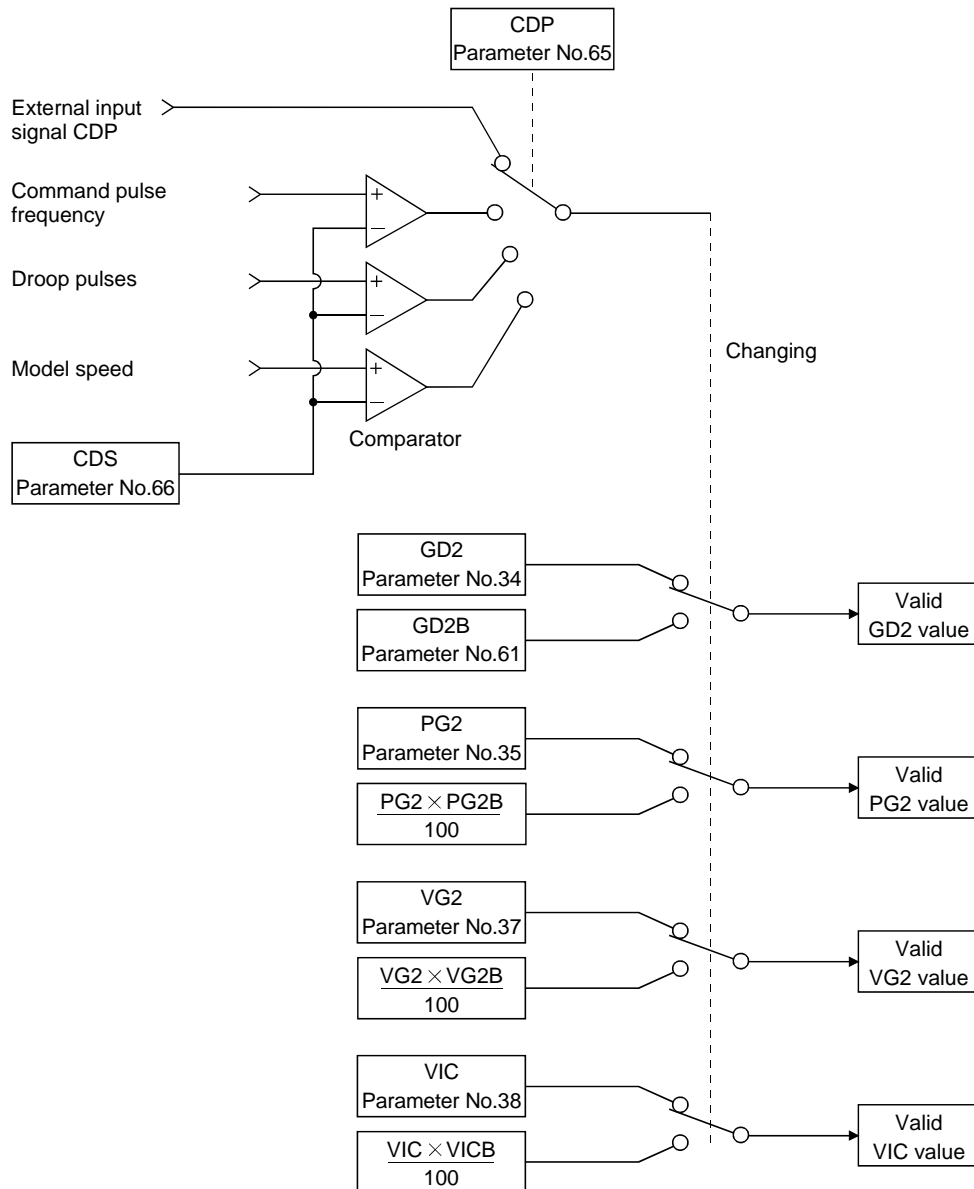 CDP
Parameter No.65
External input
signal CDP
Command pulse
frequency
+
−
Droop pulses
+
−
Model speed
+
−
Changing
Comparator
CDS
Parameter No.66
GD2
Parameter No.34
GD2B
Parameter No.61
Valid
GD2 value
PG2
Parameter No.35
PG2 × PG2B
100
Valid
PG2 value
VG2
Parameter No.37
VG2 × VG2B
100
Valid
VG2 value
VIC
Parameter No.38
VIC × VICB
100
Valid
VIC value